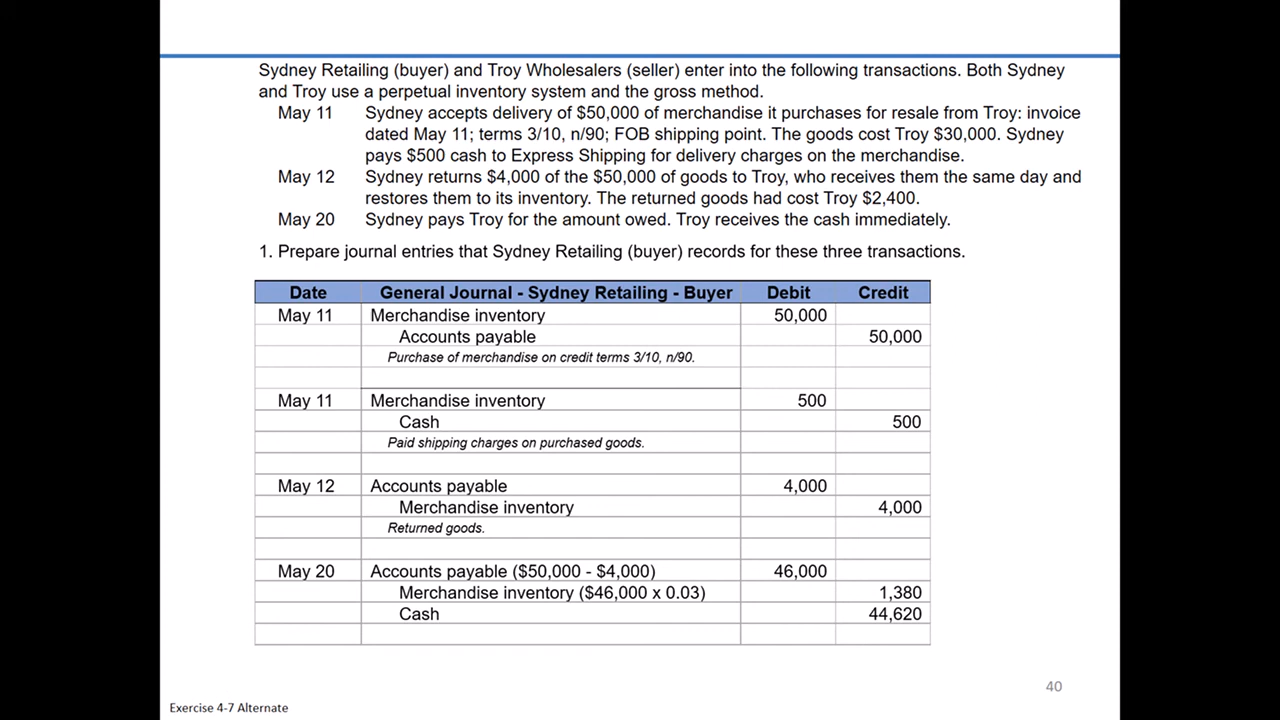 Sydney Retailing (buyer) and Troy Wholesalers (seller) enter into the following transactions. Both Sydney
and Troy use a perpetual inventory system and the gross method.
May 11 Sydney accepts delivery of $50,000 of merchandise it purchases for resale from Troy: invoice
dated May 11; terms 3/10, n/90; FOB shipping point. The goods cost Troy $30,000. Sydney
pays $500 cash to Express Shipping for delivery charges on the merchandise.
May 12 Sydney returns $4,000 of the $50,000 of goods to Troy, who receives them the same day and
restores them to its inventory. The returned goods had cost Troy $2,400.
May 20 Sydney pays Troy for the amount owed. Troy receives the cash immediately.
1. Prepare journal entries that Sydney Retailing (buyer) records for these three transactions.
Date General Journal - Sydney Retailing - Buyer Debit Credit
May 11 Merchandise inventory 50,000
Accounts payable 50,000
Purchase of merchandise on credit terms 3/10, n/90.
May 11 Merchandise inventory 500
Cash 500
Paid shipping charges on purchased goods.
May 12 Accounts payable 4,000
Merchandise inventory 4,000
Returned goods.
May 20 Accounts payable ($50,000 - $4,000) 46,000
Merchandise inventory ($46,000 x 0.03) 1,380
Cash 44,620
40
Exercise 4-7 Alternate